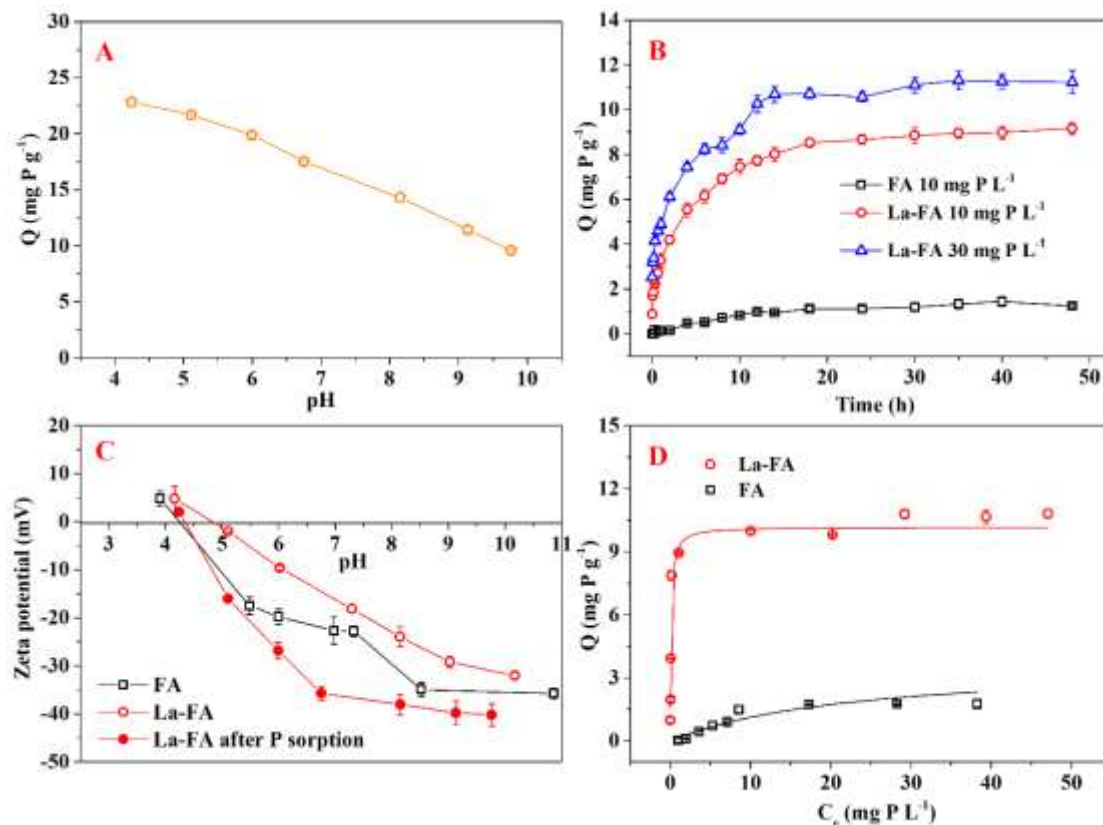 A
Q (mg P g⁻¹)
30
25
20
15
10
5
0
4 5 6 7 8 9 10
pH
B
Q (mg P g⁻¹)
14
12
10
8
6
4
2
0
FA 10 mg P L⁻¹
La-FA 10 mg P L⁻¹
La-FA 30 mg P L⁻¹
0 10 20 30 40 50
Time (h)
C
Zeta potential (mV)
20
10
0
-10
-20
-30
-40
-50
3 4 5 6 7 8 9 10 11
pH
FA
La-FA
La-FA after P sorption
D
Q (mg P g⁻¹)
15
12
9
6
3
0
La-FA
FA
0 10 20 30 40 50
(mg P L⁻¹)